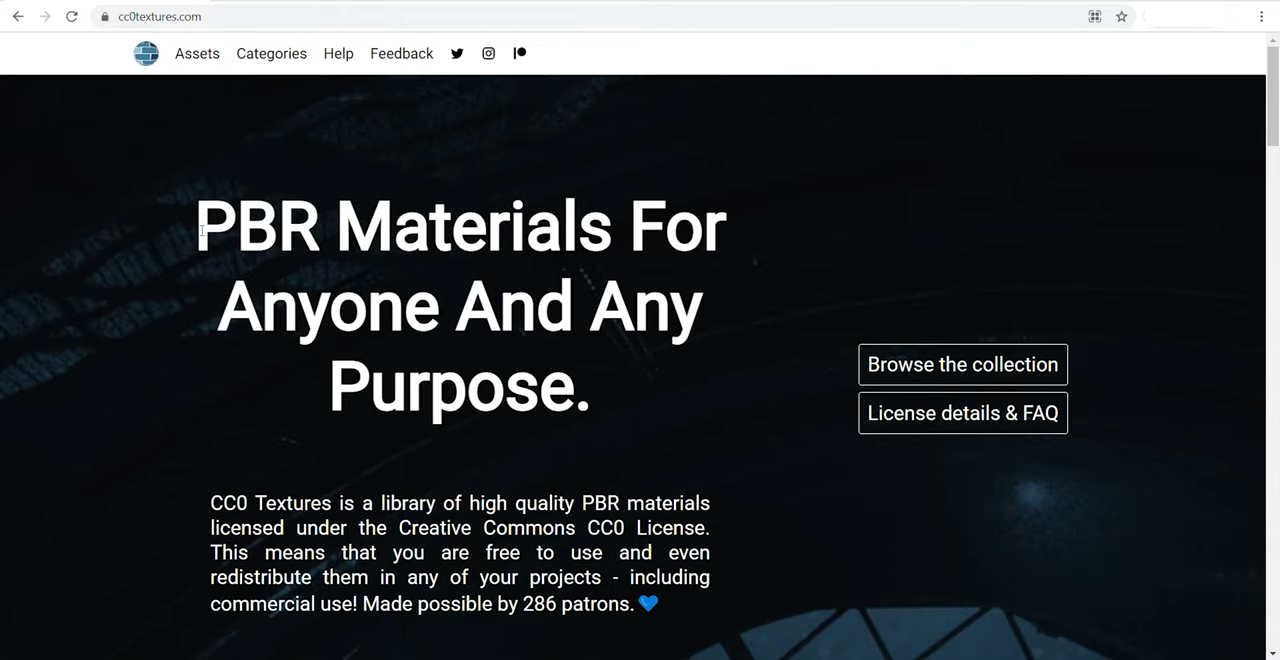 cc0textures.com
Assets Categories Help Feedback
PBR Materials For
Anyone And Any
Purpose.
Browse the collection
License details & FAQ
CC0 Textures is a library of high quality PBR materials
licensed under the Creative Commons CC0 License.
This means that you are free to use and even
redistribute them in any of your projects - including
commercial use! Made possible by 286 patrons. 💙